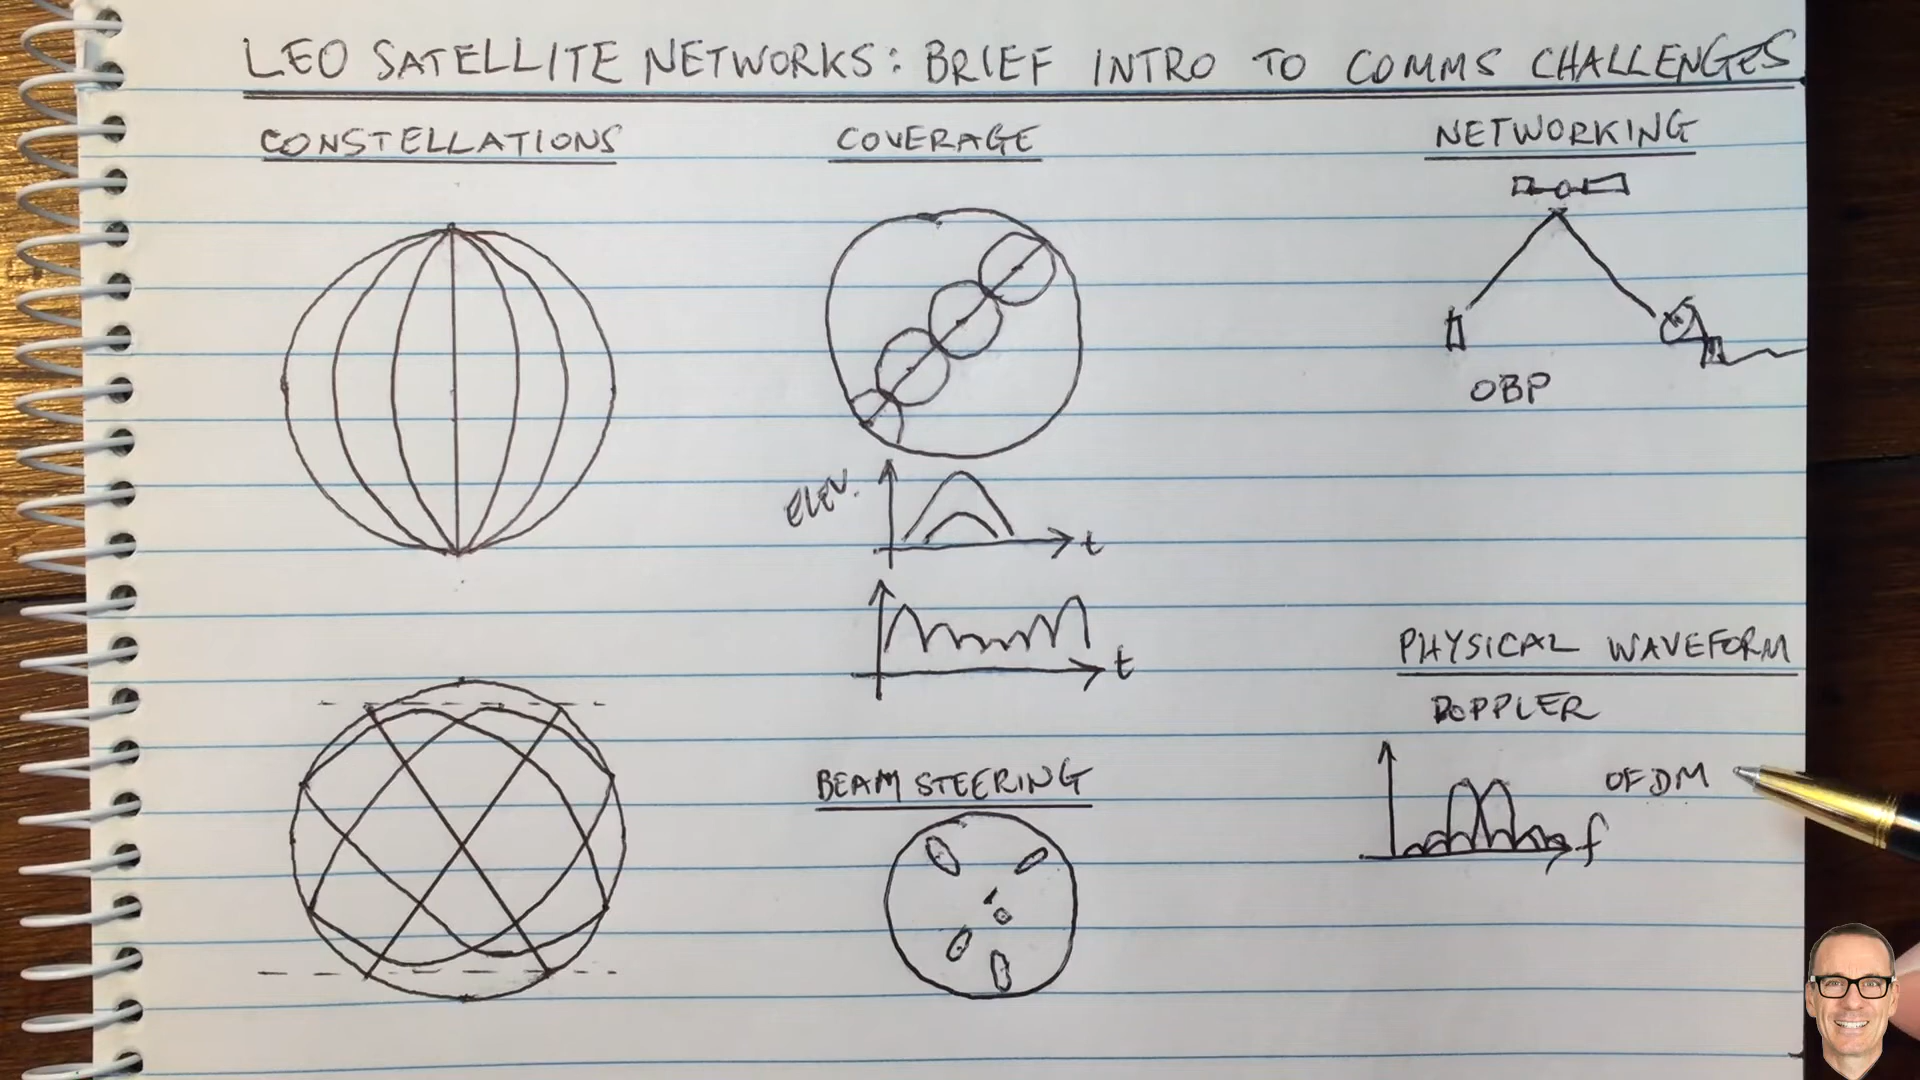 LEO SATELLITE NETWORKS: BRIEF INTRO TO COMMS CHALLENGES
CONSTELLATIONS
COVERAGE
ELEV.
t
t
BEAM STEERING
NETWORKING
OBP
PHYSICAL WAVEFORM
DOPPLER
OFDM
f